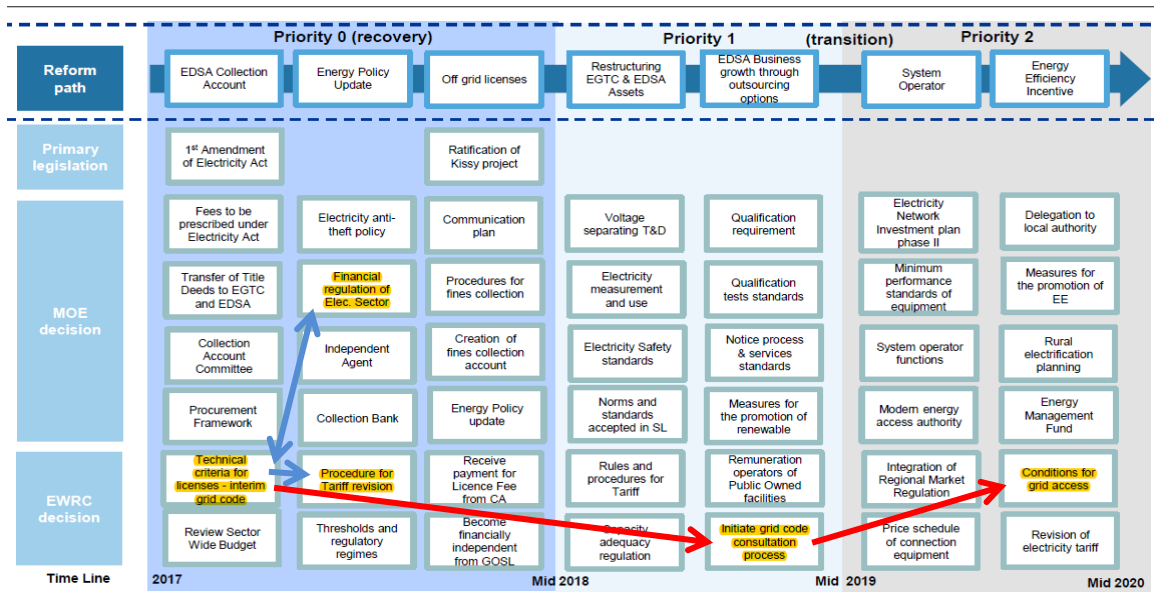 Priority 0 (recovery)
Priority 1
(transition)
Priority 2
Reform
path
EDSA Collection
Account
Energy Policy
Update
Off grid licenses
Restructuring
EGTC & EDSA
Assets
EDSA Business
growth through
outsourcing
options
System
Operator
Energy
Efficiency
Incentive
Primary
legislation
1st Amendment
of Electricity Act
Ratification of
Kissy project
MOE
decision
Fees to be
prescribed under
Electricity Act
Electricity anti-
theft policy
Communication
plan
Voltage
separating T&D
Qualification
requirement
Electricity
Network
Investment plan
phase II
Delegation to
local authority
Transfer of Title
Deeds to EGTC
and EDSA
Financial
regulation of
Elec. Sector
Procedures for
fines collection
Electricity
measurement
and use
Qualification
tests standards
Minimum
performance
standards of
equipment
Measures for
the promotion of
EE
Collection
Account
Committee
Independent
Agent
Creation of
fines collection
account
Electricity Safety
standards
Notice process
& services
standards
System operator
functions
Rural
electrification
planning
Procurement
Framework
Collection Bank
Energy Policy
update
Norms and
standards
accepted in SL
Measures for
the promotion of
renewable
Modern energy
access authority
Energy
Management
Fund
EWRC
decision
Technical
criteria for
licenses - interim
grid code
Procedure for
Tariff revision
Receive
payment for
Licence Fee
from CA
Rules and
procedures for
Tariff
Remuneration
operators of
Public Owned
facilities
Integration of
Regional Market
Regulation
Conditions for
grid access
Review Sector
Wide Budget
Thresholds and
regulatory
regimes
Become
financially
independent
from GOSL
Capacity
adequacy
regulation
Initiate grid code
consultation
process
Price schedule
of connection
equipment
Revision of
electricity tariff
Time Line
2017
Mid 2018
Mid 2019
Mid 2020